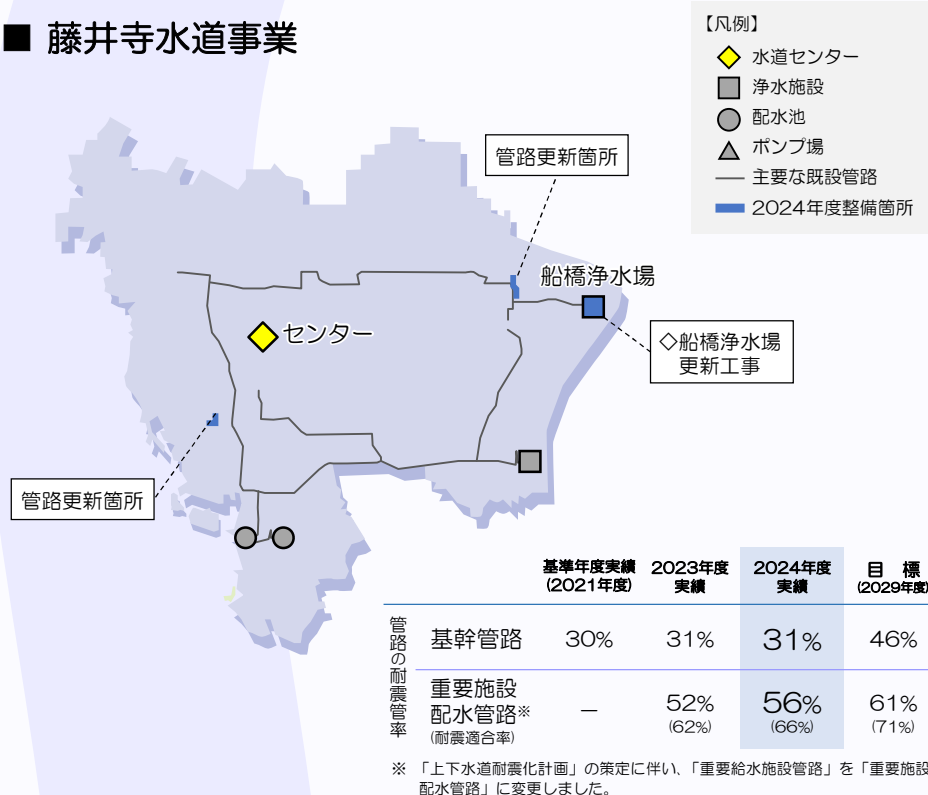 ■ 藤井寺水道事業
【凡例】
水道センター
浄水施設
配水池
ポンプ場
主要な既設管路
2024年度整備箇所
管路更新箇所
船橋浄水場
センター
◇船橋浄水場
更新工事
管路更新箇所
基準年度実績
(2021年度)
2023年度
実績
2024年度
実績
目 標
(2029年度)
管路の耐震管率
基幹管路 30% 31% 31% 46%
重要施設
配水管路※
(耐震適合率)
― 52% 56% 61%
(62%) (66%) (71%)
※ 「上下水道耐震化計画」の策定に伴い、「重要給水施設管路」を「重要施設
配水管路」に変更しました。